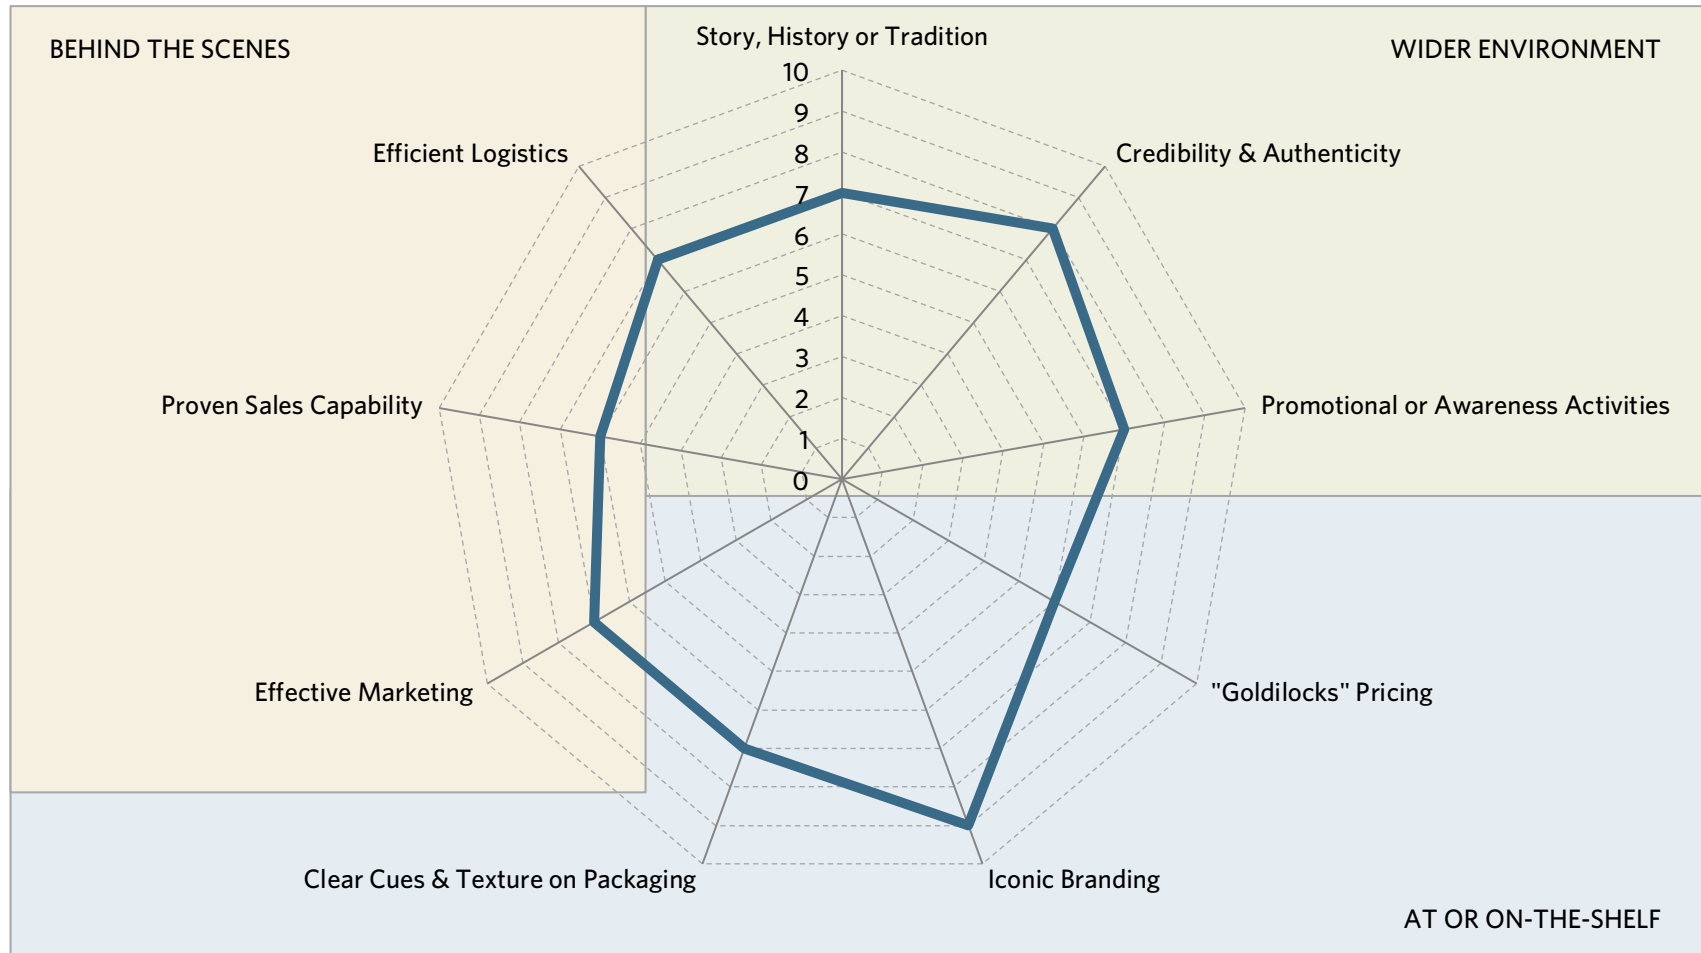 BEHIND THE SCENES
Story, History or Tradition
WIDER ENVIRONMENT
10
9
8
7
6
5
4
3
2
1
0
Efficient Logistics
Credibility & Authenticity
Proven Sales Capability
Promotional or Awareness Activities
Effective Marketing
"Goldilocks" Pricing
Clear Cues & Texture on Packaging
Iconic Branding
AT OR ON-THE-SHELF